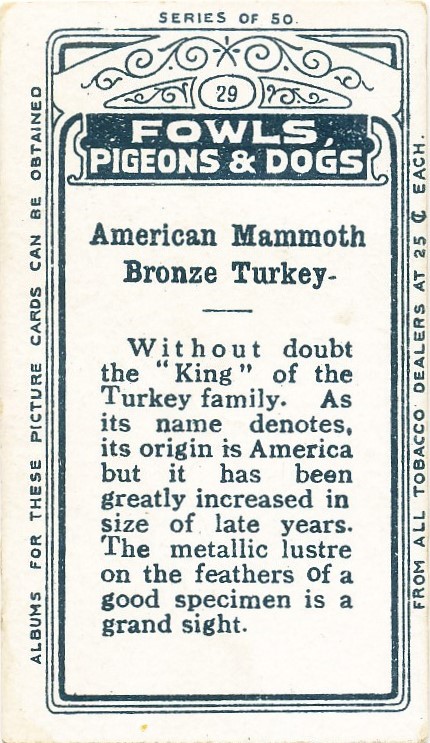 SERIES OF 50.
29
FOWLS,
PIGEONS & DOGS
American Mammoth
Bronze Turkey-
Without doubt
the "King" of the
Turkey family. As
its name denotes,
its origin is America
but it has been
greatly increased in
size of late years.
The metallic lustre
on the feathers of a
good specimen is a
grand sight.
ALBUMS FOR THESE PICTURE CARDS CAN BE OBTAINED
FROM ALL TOBACCO DEALERS AT 25 ₵ EACH.